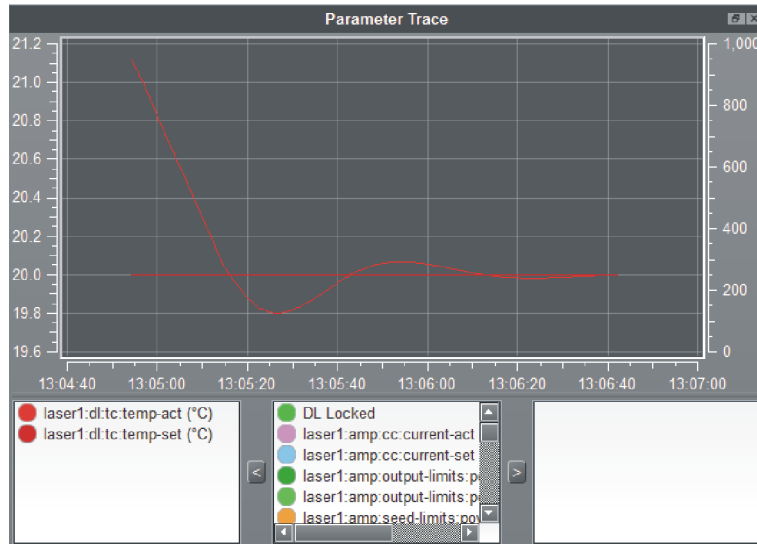 Parameter Trace
21.2
21.0
20.8
20.6
20.4
20.2
20.0
19.8
19.6
1,000
800
600
400
200
0
13:04:40 13:05:00 13:05:20 13:05:40 13:06:00 13:06:20 13:06:40 13:07:00
laser1:dl:tc:temp-act (°C)
laser1:dl:tc:temp-set (°C)
<
DL Locked
laser1:amp:cc:current-act
laser1:amp:cc:current-set
laser1:amp:output-limits:po
laser1:amp:output-limits:po
laser1:amp:seed-limits:pov
>